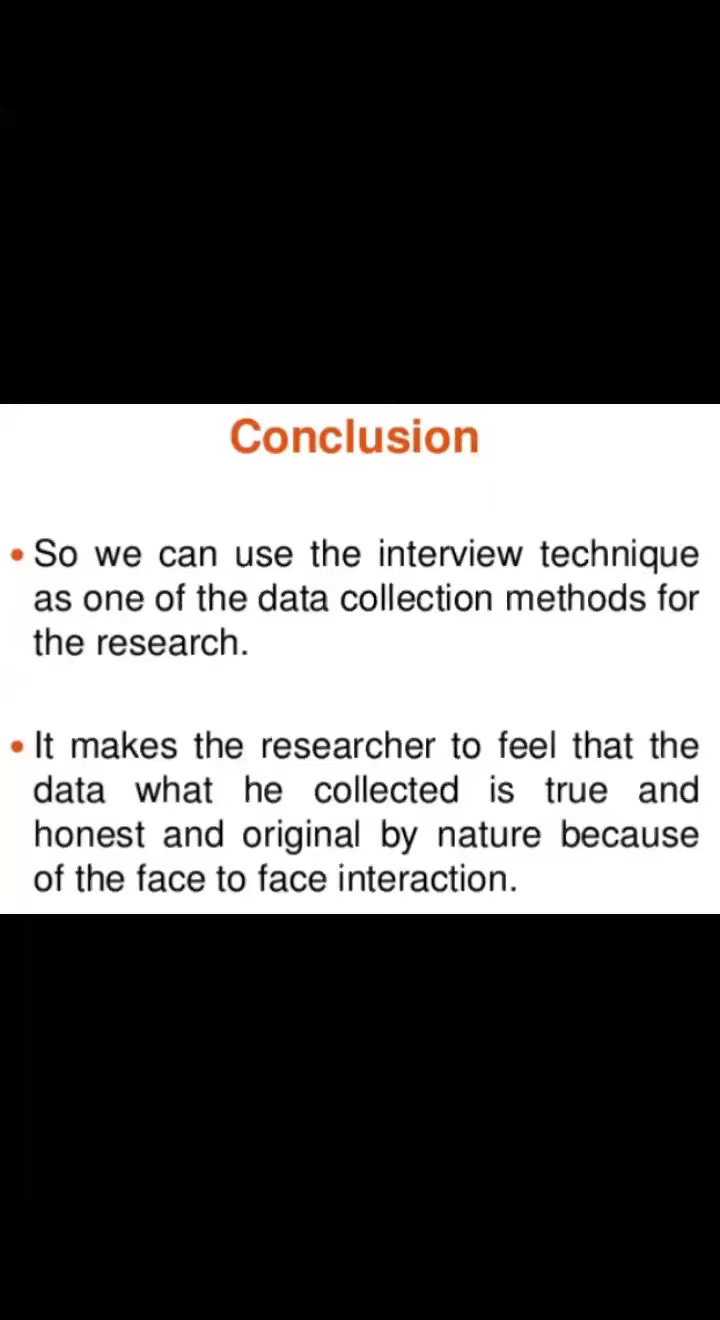 Conclusion
• So we can use the interview technique
as one of the data collection methods for
the research.
• It makes the researcher to feel that the
data what he collected is true and
honest and original by nature because
of the face to face interaction.